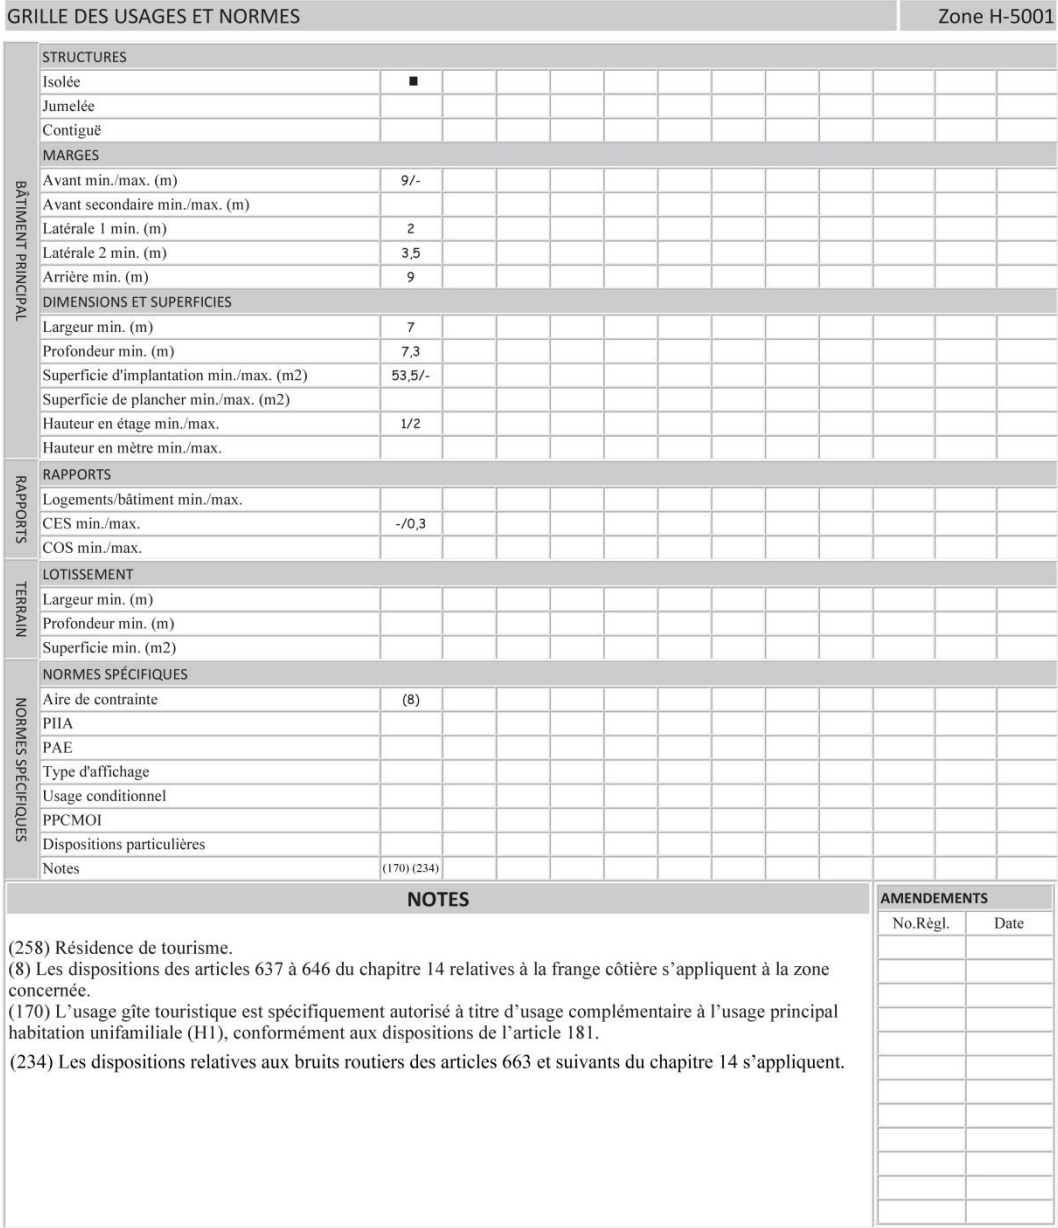 GRILLE DES USAGES ET NORMES Zone H-5001
BÂTIMENT PRINCIPAL
STRUCTURES
Isolée ■
Jumelée
Contiguë
MARGES
Avant min./max. (m) 9/-
Avant secondaire min./max. (m)
Latérale 1 min. (m) 2
Latérale 2 min. (m) 3,5
Arrière min. (m) 9
DIMENSIONS ET SUPERFICIES
Largeur min. (m) 7
Profondeur min. (m) 7,3
Superficie d'implantation min./max. (m2) 53,5/-
Superficie de plancher min./max. (m2)
Hauteur en étage min./max. 1/2
Hauteur en mètre min./max.
RAPPORTS
RAPPORTS
Logements/bâtiment min./max.
CES min./max. -/0,3
COS min./max.
TERRAIN
LOTISSEMENT
Largeur min. (m)
Profondeur min. (m)
Superficie min. (m2)
NORMES SPÉCIFIQUES
NORMES SPÉCIFIQUES
Aire de contrainte (8)
PIIA
PAE
Type d'affichage
Usage conditionnel
PPCMOI
Dispositions particulières
Notes (170) (234)
NOTES
(258) Résidence de tourisme.
(8) Les dispositions des articles 637 à 646 du chapitre 14 relatives à la frange côtière s’appliquent à la zone
concernée.
(170) L’usage gîte touristique est spécifiquement autorisé à titre d’usage complémentaire à l’usage principal
habitation unifamiliale (H1), conformément aux dispositions de l’article 181.
(234) Les dispositions relatives aux bruits routiers des articles 663 et suivants du chapitre 14 s’appliquent.
AMENDEMENTS
No.Règl. Date